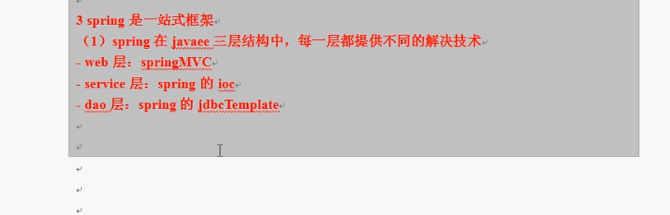 3 spring 是一站式框架
（1）spring 在 javaee 三层结构中，每一层都提供不同的解决技术
- web 层：springMVC
- service 层：spring 的 ioc
- dao 层：spring 的 jdbcTemplate